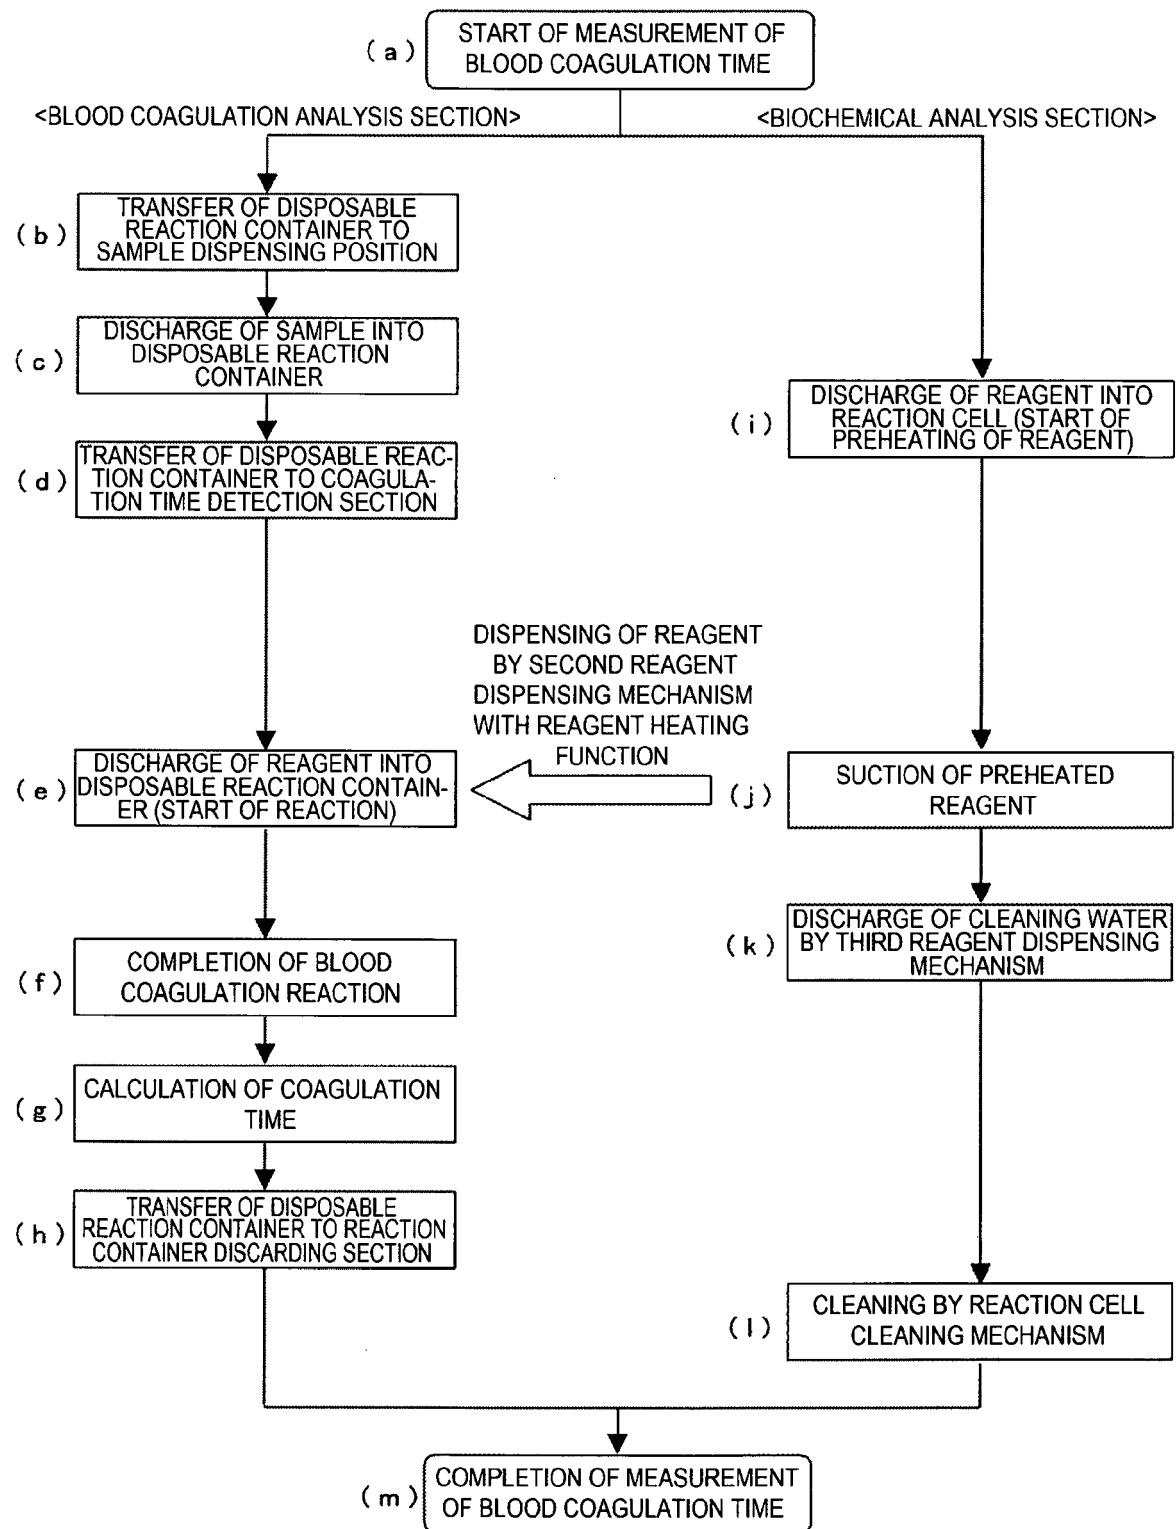 (a)
START OF MEASUREMENT OF
BLOOD COAGULATION TIME
<BLOOD COAGULATION ANALYSIS SECTION>
<BIOCHEMICAL ANALYSIS SECTION>
(b)
TRANSFER OF DISPOSABLE
REACTION CONTAINER TO
SAMPLE DISPENSING POSITION
(c)
DISCHARGE OF SAMPLE INTO
DISPOSABLE REACTION
CONTAINER
(i)
DISCHARGE OF REAGENT INTO
REACTION CELL (START OF
PREHEATING OF REAGENT)
(d)
TRANSFER OF DISPOSABLE REAC-
TION CONTAINER TO COAGULA-
TION TIME DETECTION SECTION
DISPENSING OF REAGENT
BY SECOND REAGENT
DISPENSING MECHANISM
WITH REAGENT HEATING
FUNCTION
(e)
DISCHARGE OF REAGENT INTO
DISPOSABLE REACTION CONTAIN-
ER (START OF REACTION)
(j)
SUCTION OF PREHEATED
REAGENT
(k)
DISCHARGE OF CLEANING WATER
BY THIRD REAGENT DISPENSING
MECHANISM
(f)
COMPLETION OF BLOOD
COAGULATION REACTION
(g)
CALCULATION OF COAGULATION
TIME
(h)
TRANSFER OF DISPOSABLE
REACTION CONTAINER TO REACTION
CONTAINER DISCARDING SECTION
(l)
CLEANING BY REACTION CELL
CLEANING MECHANISM
(m)
COMPLETION OF MEASUREMENT
OF BLOOD COAGULATION TIME